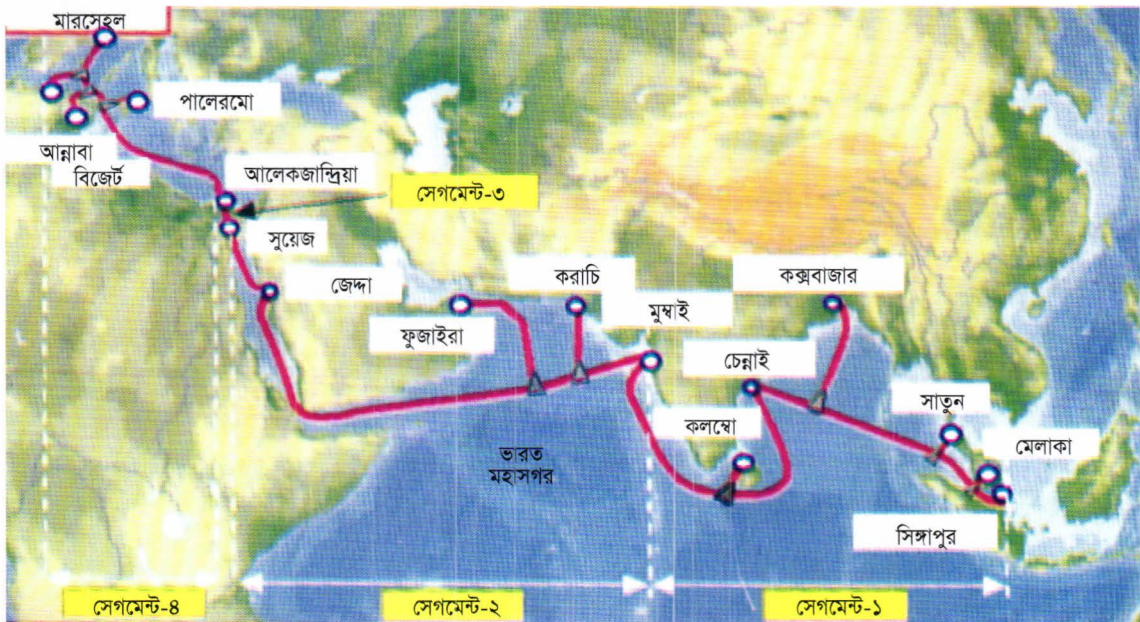 মারসেহল
পালেরমো
আন্নাবা
বিজের্ট
আলেকজান্দ্রিয়া
সেগমেন্ট-৩
সুয়েজ
জেদ্দা
করাচি
কক্সবাজার
মুম্বাই
ফুজাইরা
চেন্নাই
সাতুন
কলম্বো
মেলাকা
ভারত
মহাসগর
সিঙ্গাপুর
সেগমেন্ট-৪
সেগমেন্ট-২
সেগমেন্ট-১